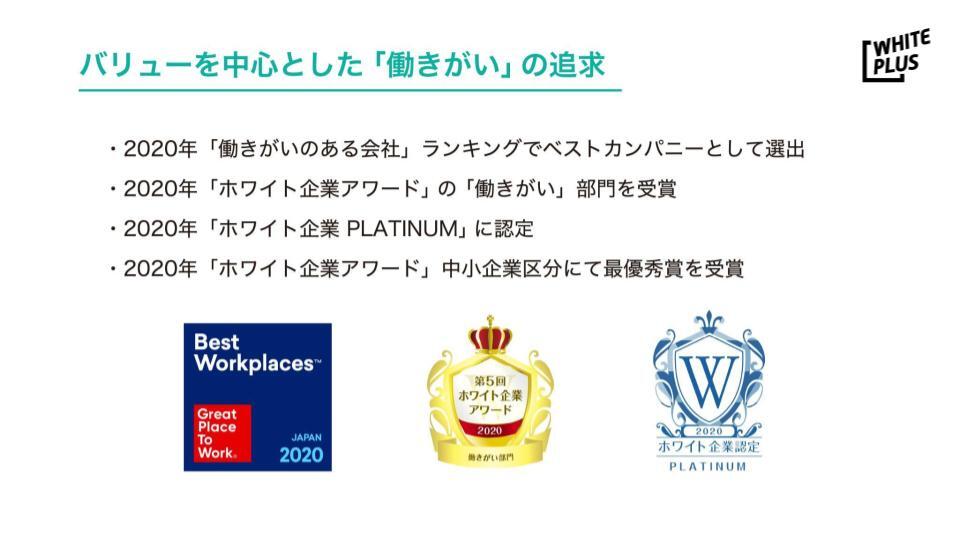 バリューを中心とした「働きがい」の追求
WHITE
PLUS
・2020年「働きがいのある会社」ランキングでベストカンパニーとして選出
・2020年「ホワイト企業アワード」の「働きがい」部門を受賞
・2020年「ホワイト企業 PLATINUM」に認定
・2020年「ホワイト企業アワード」中小企業区分にて最優秀賞を受賞
Best
Workplaces™
Great
Place
To
Work®
JAPAN
2020
第5回
ホワイト企業
アワード
2020
働きがい部門
W
2020
ホワイト企業認定
PLATINUM